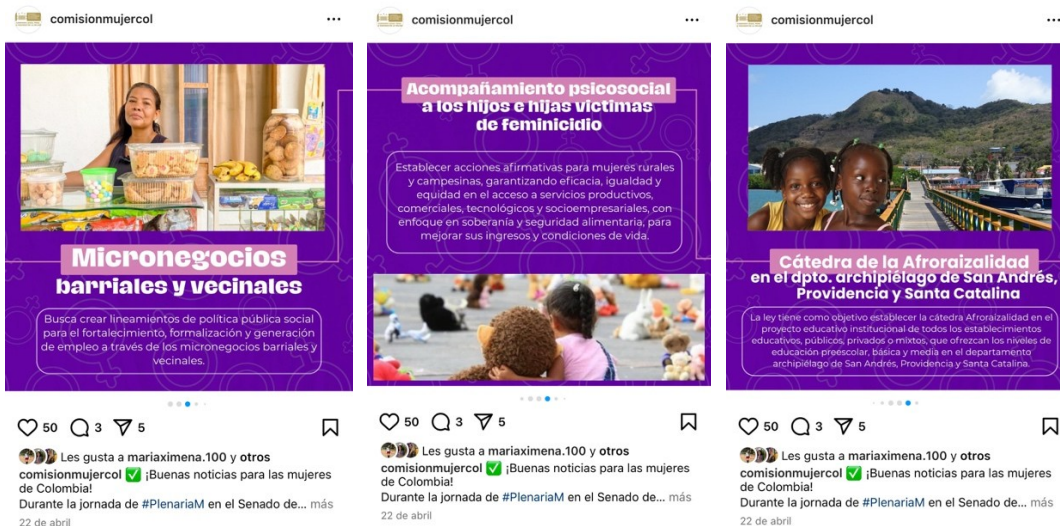 comisionmujercol
Micronegocios
barriales y vecinales
Busca crear lineamientos de política pública social
para el fortalecimiento, formalización y generación
de empleo a través de los micronegocios barriales y
vecinales.
50 3 5
Les gusta a mariaximena.100 y otros
comisionmujercol ✅ ¡Buenas noticias para las mujeres
de Colombia!
Durante la jornada de #PlenariaM en el Senado de... más
22 de abril
comisionmujercol
Acompañamiento psicosocial
a los hijos e hijas victimas
de feminicidio
Establecer acciones afirmativas para mujeres rurales
y campesinas, garantizando eficacia, igualdad y
equidad en el acceso a servicios productivos,
comerciales, tecnológicos y socioempresariales, con
enfoque en soberanía y seguridad alimentaria, para
mejorar sus ingresos y condiciones de vida.
50 3 5
Les gusta a mariaximena.100 y otros
comisionmujercol ✅ ¡Buenas noticias para las mujeres
de Colombia!
Durante la jornada de #PlenariaM en el Senado de... más
22 de abril
comisionmujercol
Cátedra de la Afroraizalidad
en el dpto. archipiélago de San Andrés,
Providencia y Santa Catalina
La ley tiene como objetivo establecer la cátedra Afroraizalidad en el
proyecto educativo institucional de todos los establecimientos
educativos, públicos, privados o mixtos, que ofrezcan los niveles de
educación preescolar, básica y media en el departamento
archipiélago de San Andrés, Providencia y Santa Catalina.
50 3 5
Les gusta a mariaximena.100 y otros
comisionmujercol ✅ ¡Buenas noticias para las mujeres
de Colombia!
Durante la jornada de #PlenariaM en el Senado de... más
22 de abril